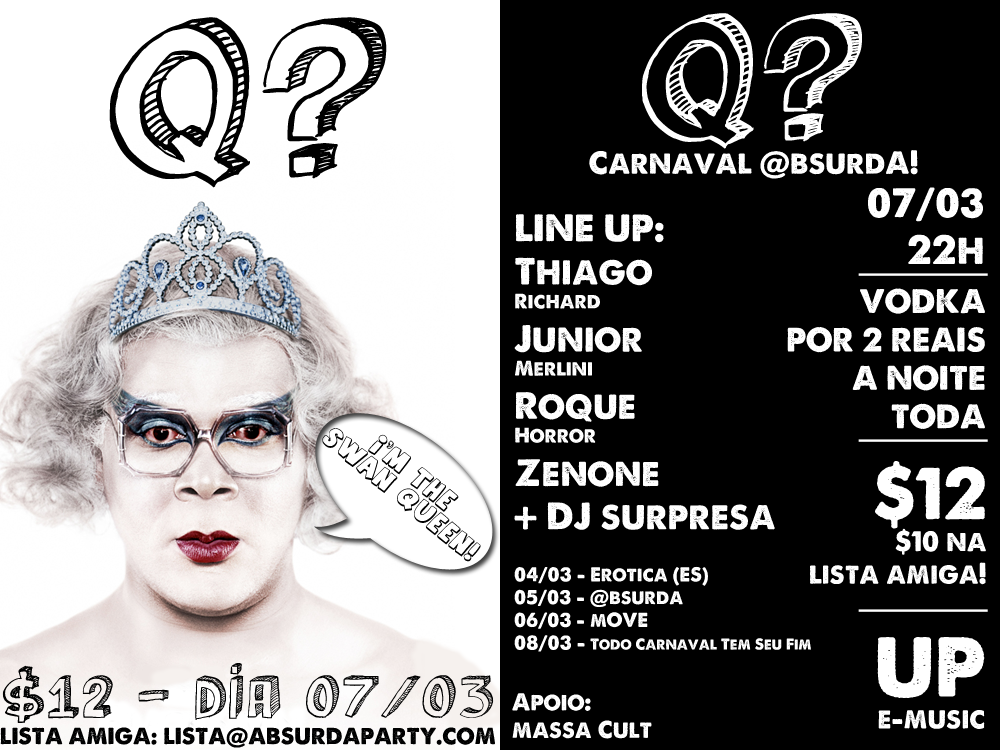 Q?
I'M THE
SWAN QUEEN!
$12 - DIA 07/03
LISTA AMIGA: LISTA@ABSURDAPARTY.COM
Q?
CARNAVAL @BSURDA!
LINE UP:
THIAGO
RICHARD
JUNIOR
MERLINI
ROQUE
HORROR
ZENONE
+ DJ SURPRESA
04/03 - EROTICA (ES)
05/03 - @BSURDA
06/03 - MOVE
08/03 - TODO CARNAVAL TEM SEU FIM
APOIO:
MASSA CULT
07/03
22H
VODKA
POR 2 REAIS
A NOITE
TODA
$12
$10 NA
LISTA AMIGA!
UP
E-MUSIC